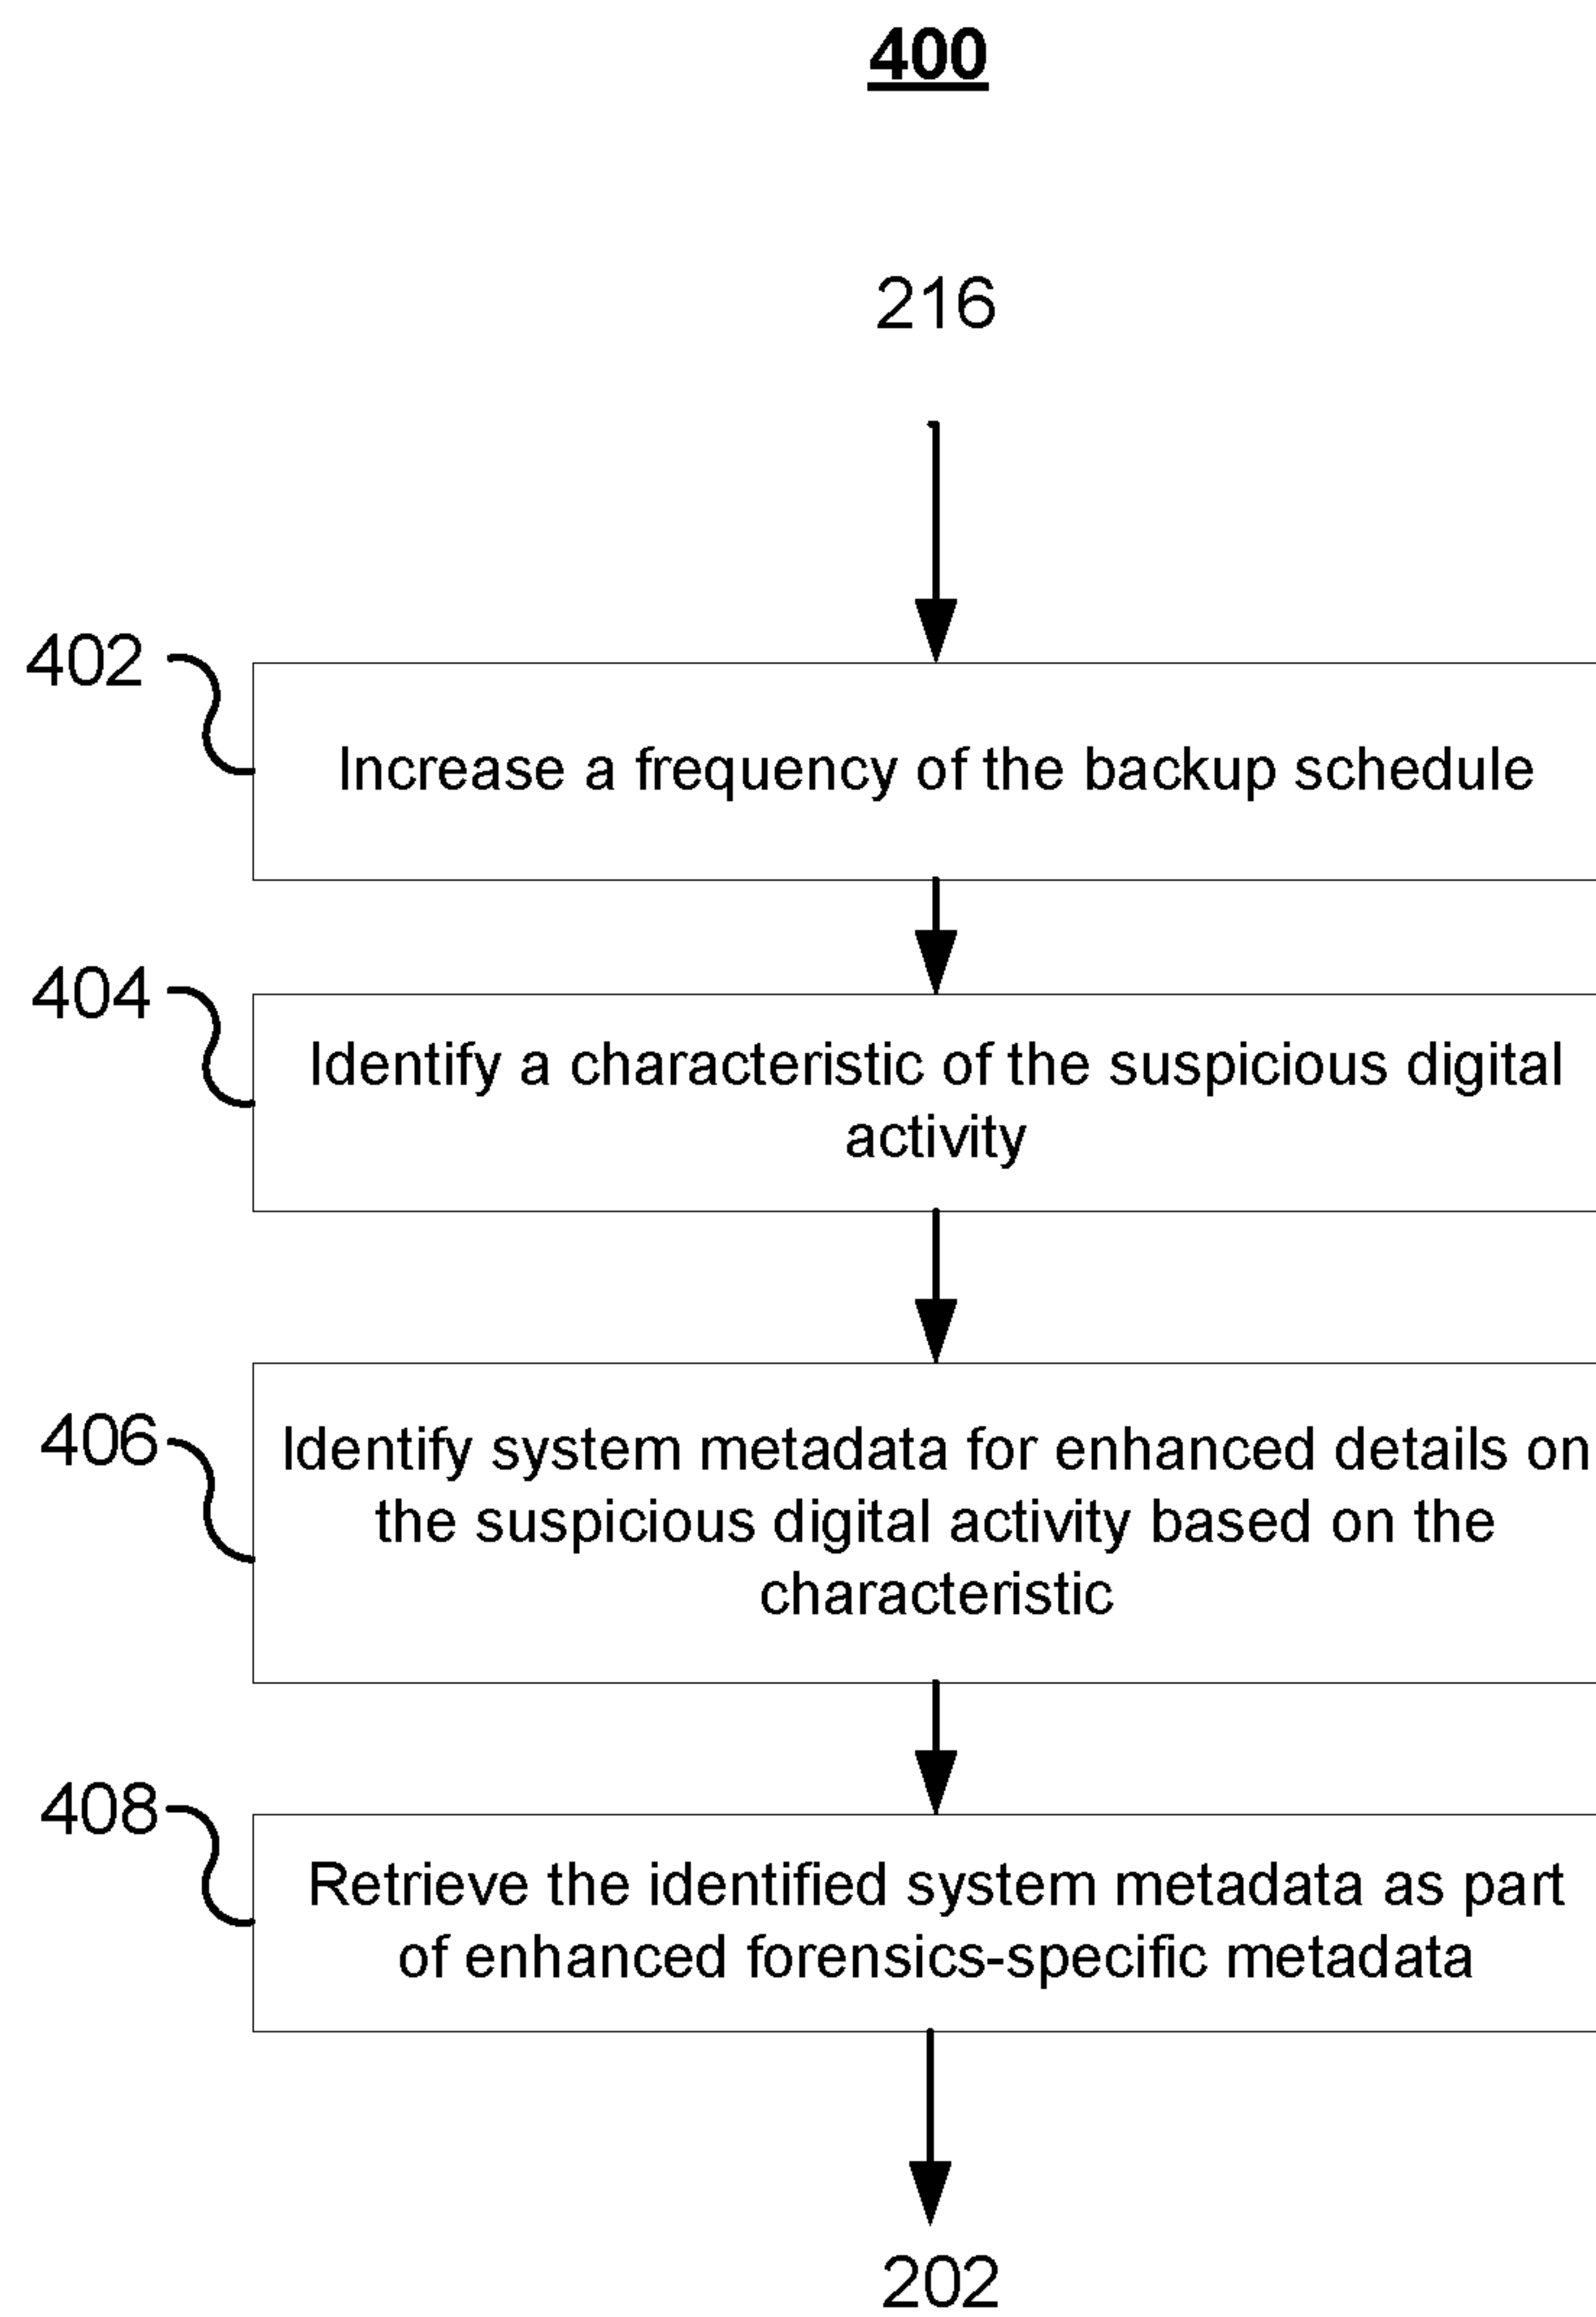 400
216
402
Increase a frequency of the backup schedule
404
Identify a characteristic of the suspicious digital
activity
406
Identify system metadata for enhanced details on
the suspicious digital activity based on the
characteristic
408
Retrieve the identified system metadata as part
of enhanced forensics-specific metadata
202